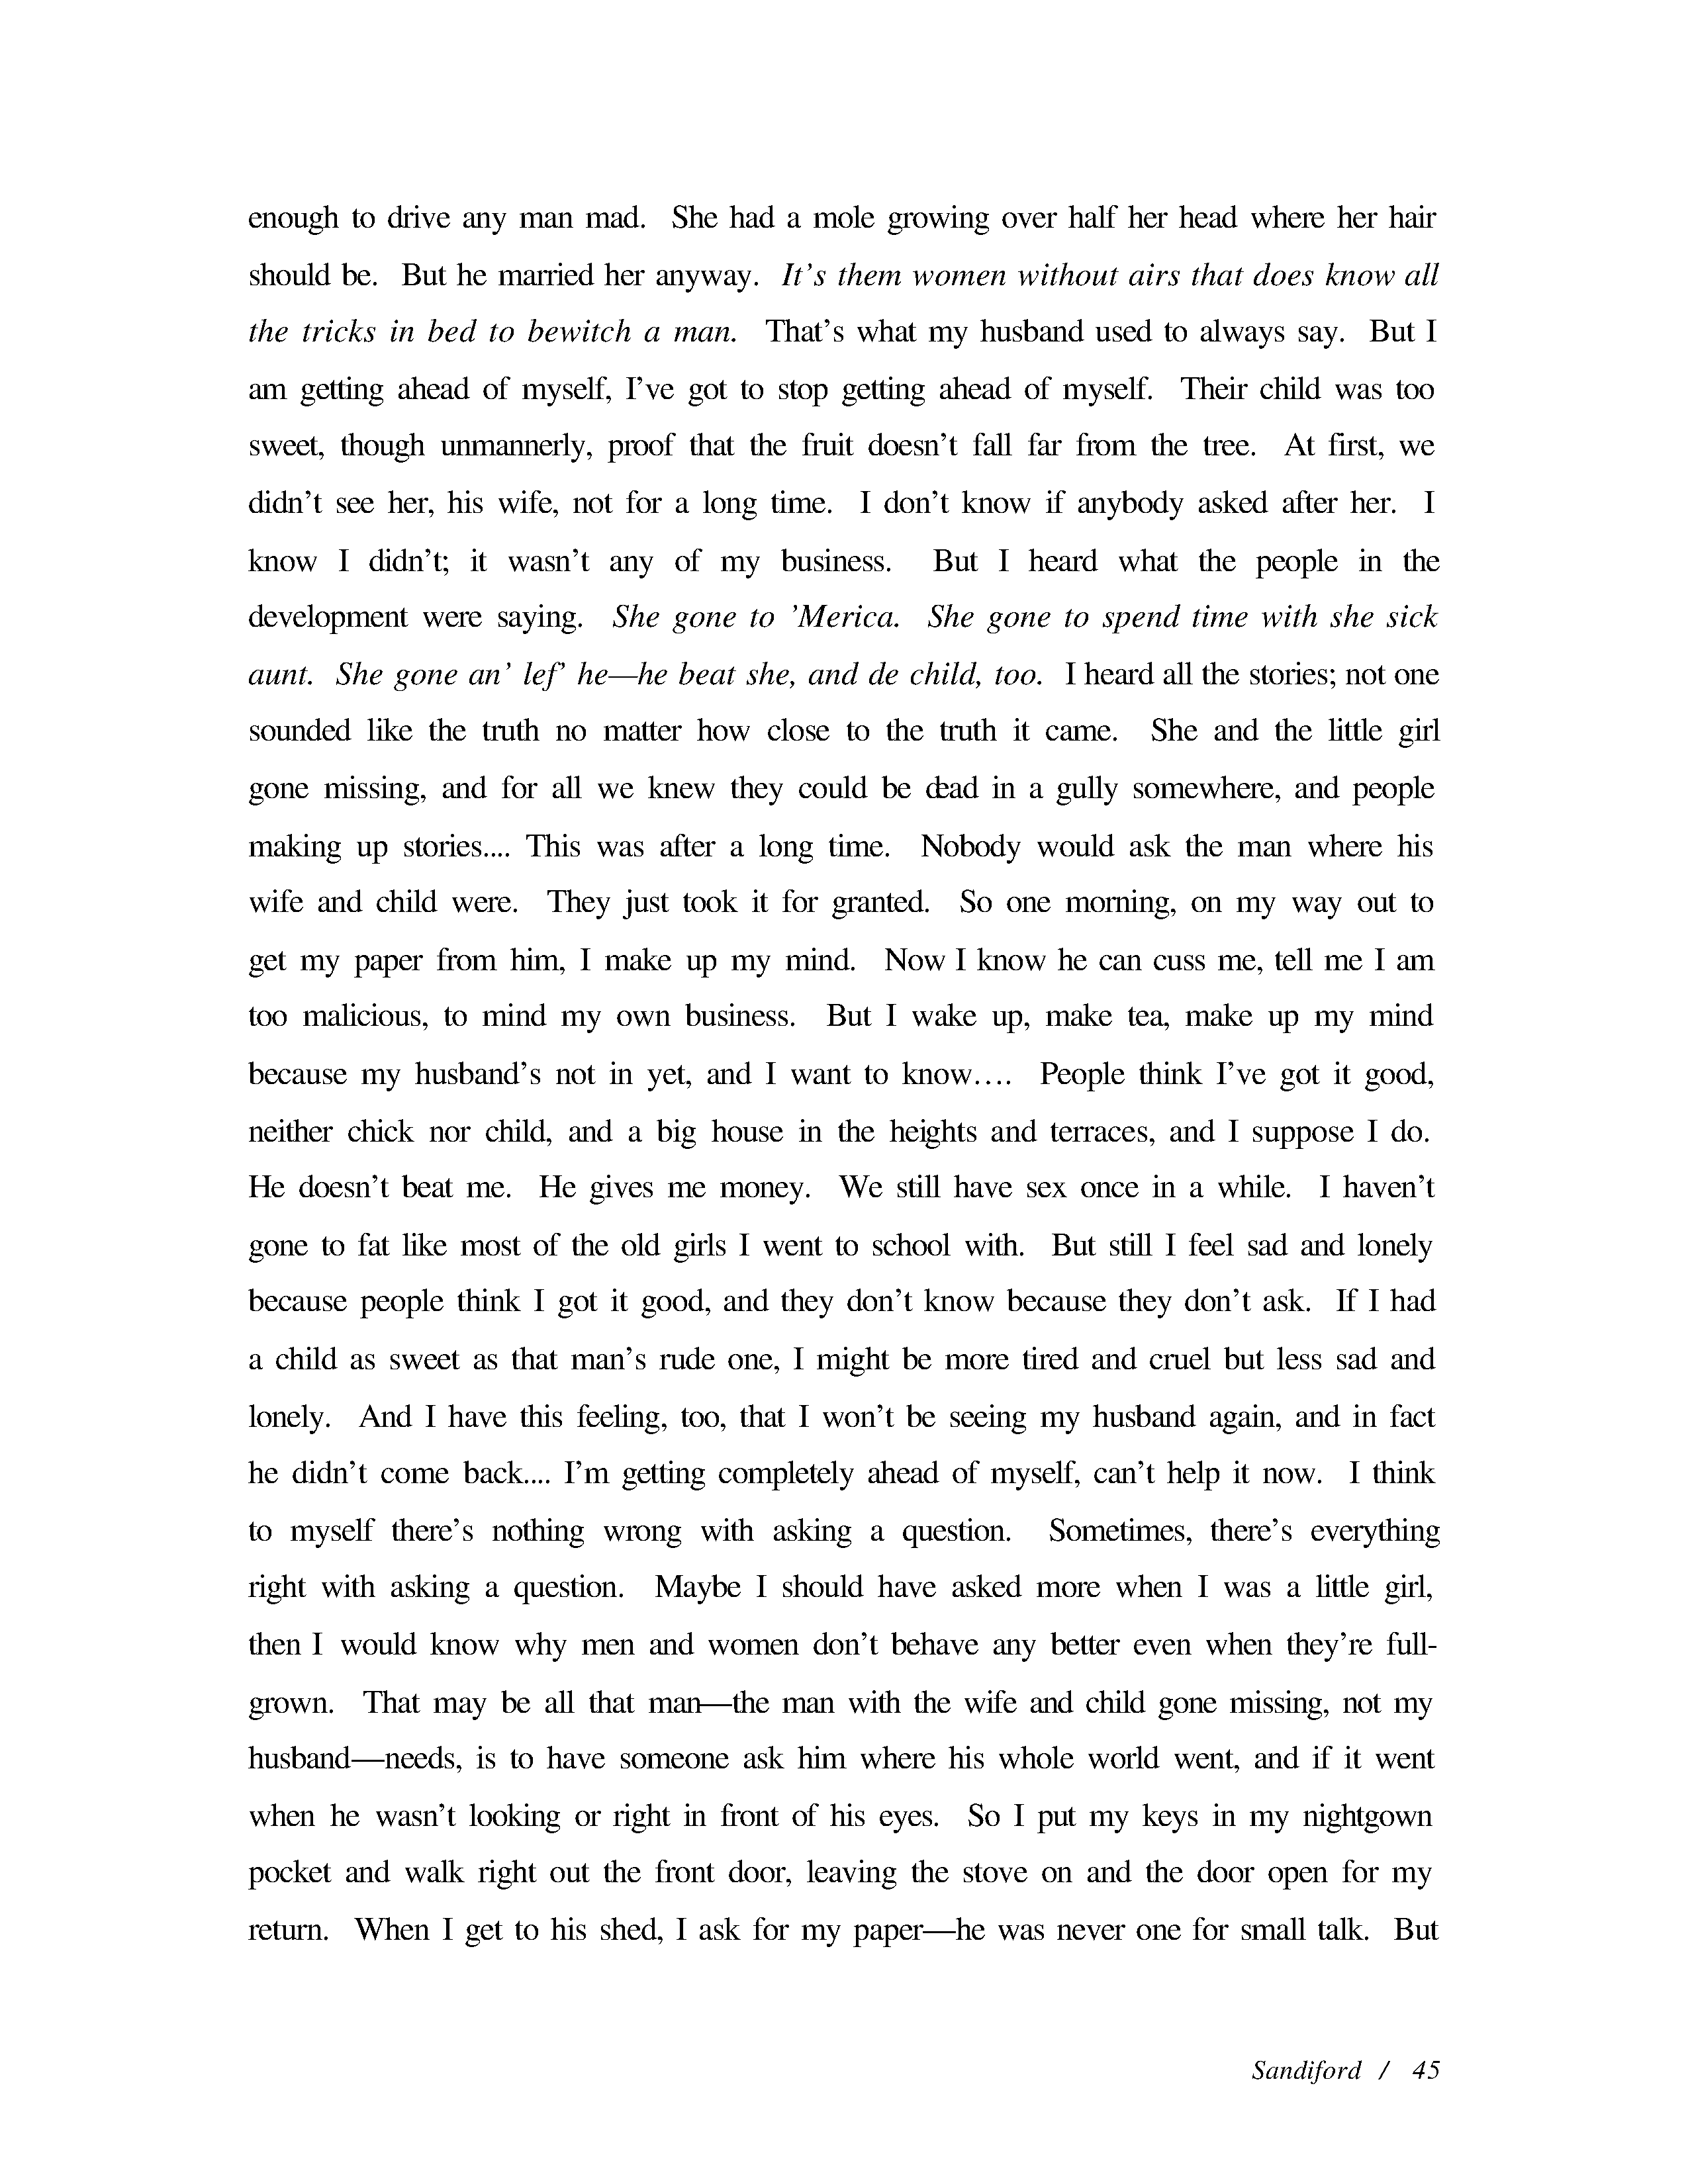 enough to drive any man mad. She had a mole growing over half her head where her hair
should be. But he married her anyway. It’s them women without airs that does know all
the tricks in bed to bewitch a man. That’s what my husband used to always say. But I
am getting ahead of myself, I’ve got to stop getting ahead of myself. Their child was too
sweet, though unmannerly, proof that the fruit doesn’t fall far from the tree. At first, we
didn’t see her, his wife, not for a long time. I don’t know if anybody asked after her. I
know I didn’t; it wasn’t any of my business. But I heard what the people in the
development were saying. She gone to ’Merica. She gone to spend time with she sick
aunt. She gone an’ lef’ he—he beat she, and de child, too. I heard all the stories; not one
sounded like the truth no matter how close to the truth it came. She and the little girl
gone missing, and for all we knew they could be dead in a gully somewhere, and people
making up stories.... This was after a long time. Nobody would ask the man where his
wife and child were. They just took it for granted. So one morning, on my way out to
get my paper from him, I make up my mind. Now I know he can cuss me, tell me I am
too malicious, to mind my own business. But I wake up, make tea, make up my mind
because my husband’s not in yet, and I want to know…. People think I’ve got it good,
neither chick nor child, and a big house in the heights and terraces, and I suppose I do.
He doesn’t beat me. He gives me money. We still have sex once in a while. I haven’t
gone to fat like most of the old girls I went to school with. But still I feel sad and lonely
because people think I got it good, and they don’t know because they don’t ask. If I had
a child as sweet as that man’s rude one, I might be more tired and cruel but less sad and
lonely. And I have this feeling, too, that I won’t be seeing my husband again, and in fact
he didn’t come back.... I’m getting completely ahead of myself, can’t help it now. I think
to myself there’s nothing wrong with asking a question. Sometimes, there’s everything
right with asking a question. Maybe I should have asked more when I was a little girl,
then I would know why men and women don’t behave any better even when they’re full-
grown. That may be all that man—the man with the wife and child gone missing, not my
husband—needs, is to have someone ask him where his whole world went, and if it went
when he wasn’t looking or right in front of his eyes. So I put my keys in my nightgown
pocket and walk right out the front door, leaving the stove on and the door open for my
return. When I get to his shed, I ask for my paper—he was never one for small talk. But
Sandiford / 45